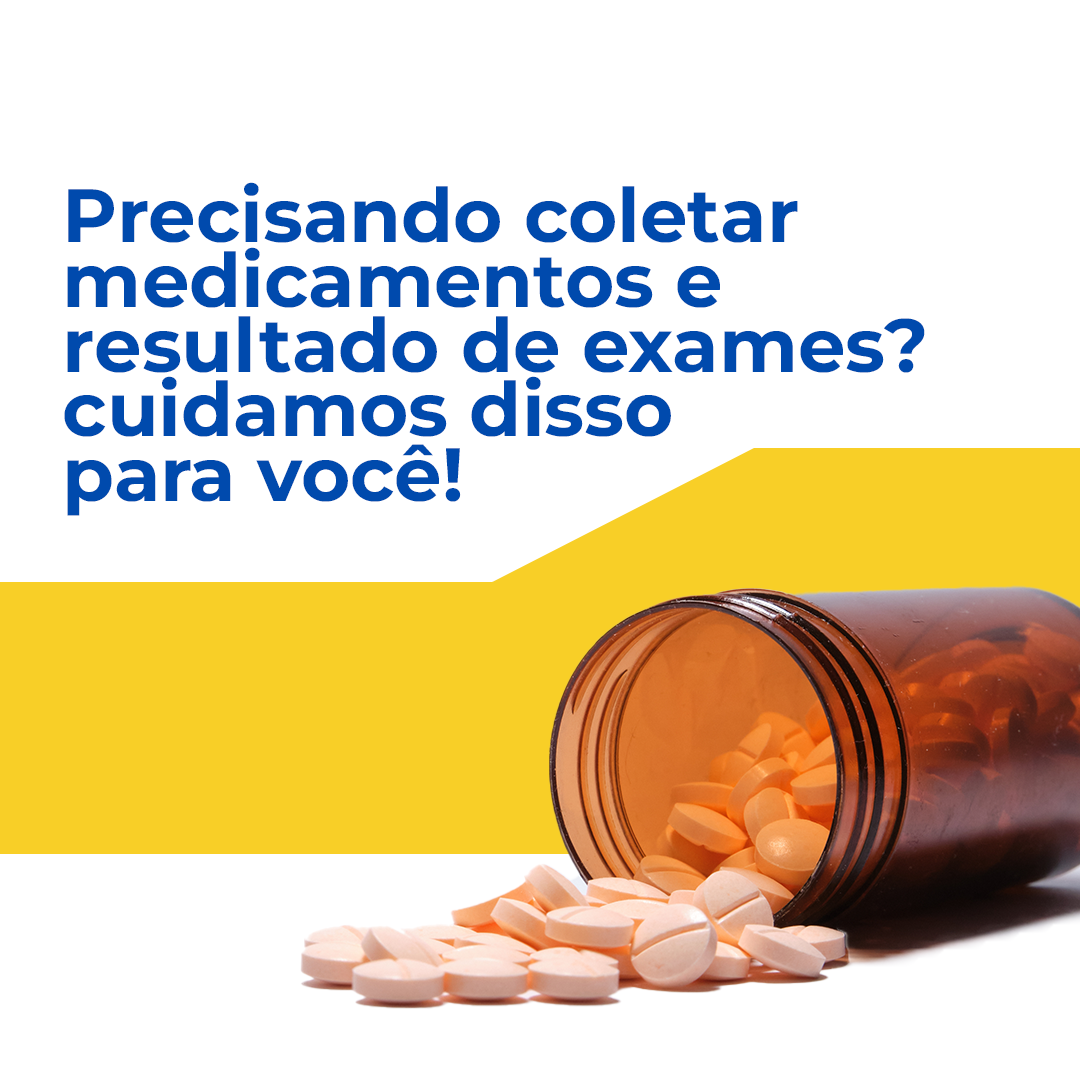 Precisando coletar
medicamentos e
resultado de exames?
cuidamos disso
para você!